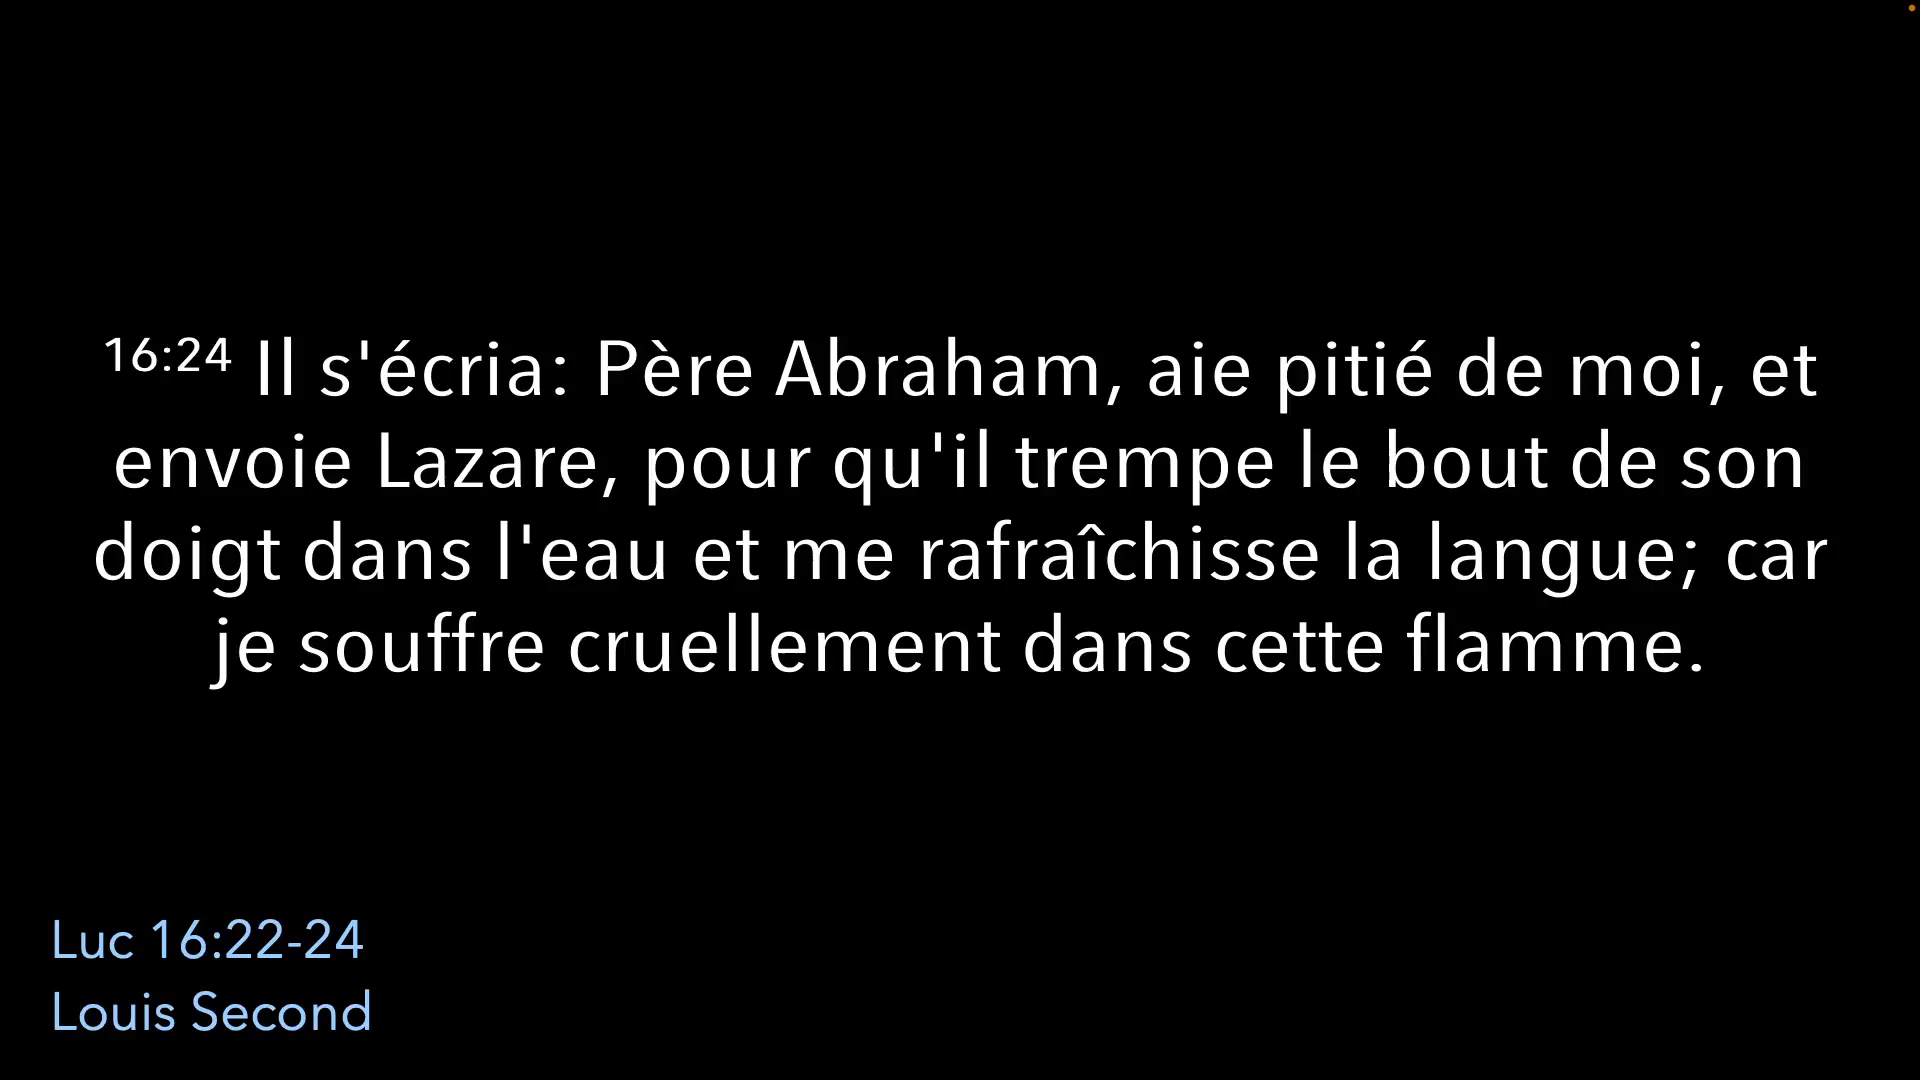 16:24 Il s'écria: Père Abraham, aie pitié de moi, et
envoie Lazare, pour qu'il trempe le bout de son
doigt dans l'eau et me rafraîchisse la langue; car
je souffre cruellement dans cette flamme.
Luc 16:22-24
Louis Second